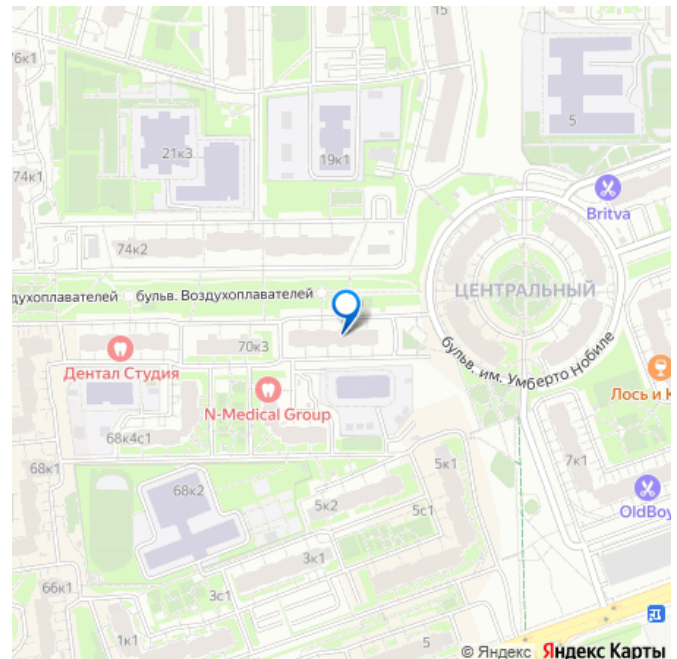 15
76к1
5
21к3
19к1
74к1
Britva
74к2
ЦЕНТРАЛЬНЫЙ
духоплавателей
бульв. Воздухоплавателей
бульв. им. Умберто Нобиле
70к3
Дентал Студия
Лось и К
N-Medical Group
68к4с1
5к1
7к1
68к1
68к2
OldBoy
5к2
5с1
3к1
66к1
3с1
1к1
5
© Яндекс Яндекс Карты